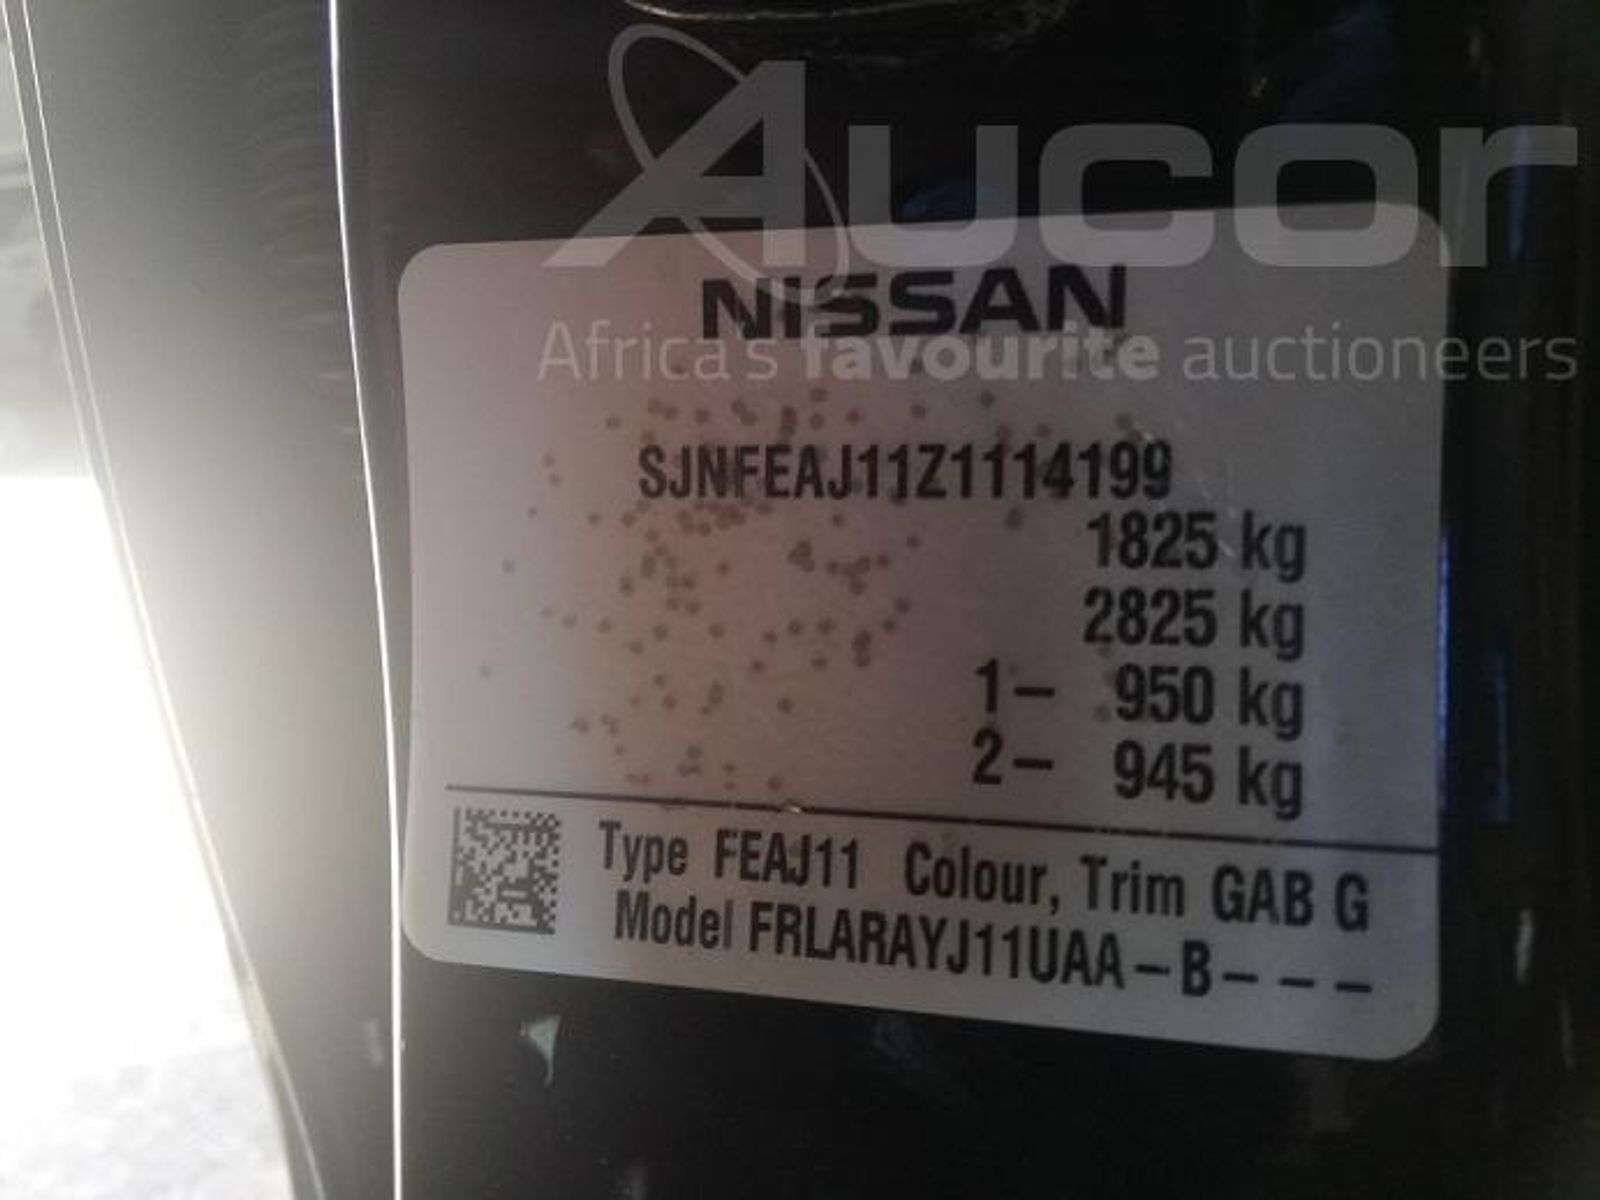 Aucor
NISSAN
Africa's favourite auctioneers
SJNFEAJ11Z1114199
1825 kg
2825 kg
1- 950 kg
2- 945 kg
Type FEAJ11 Colour, Trim GAB G
Model FRLARAYJ11UAA-B---